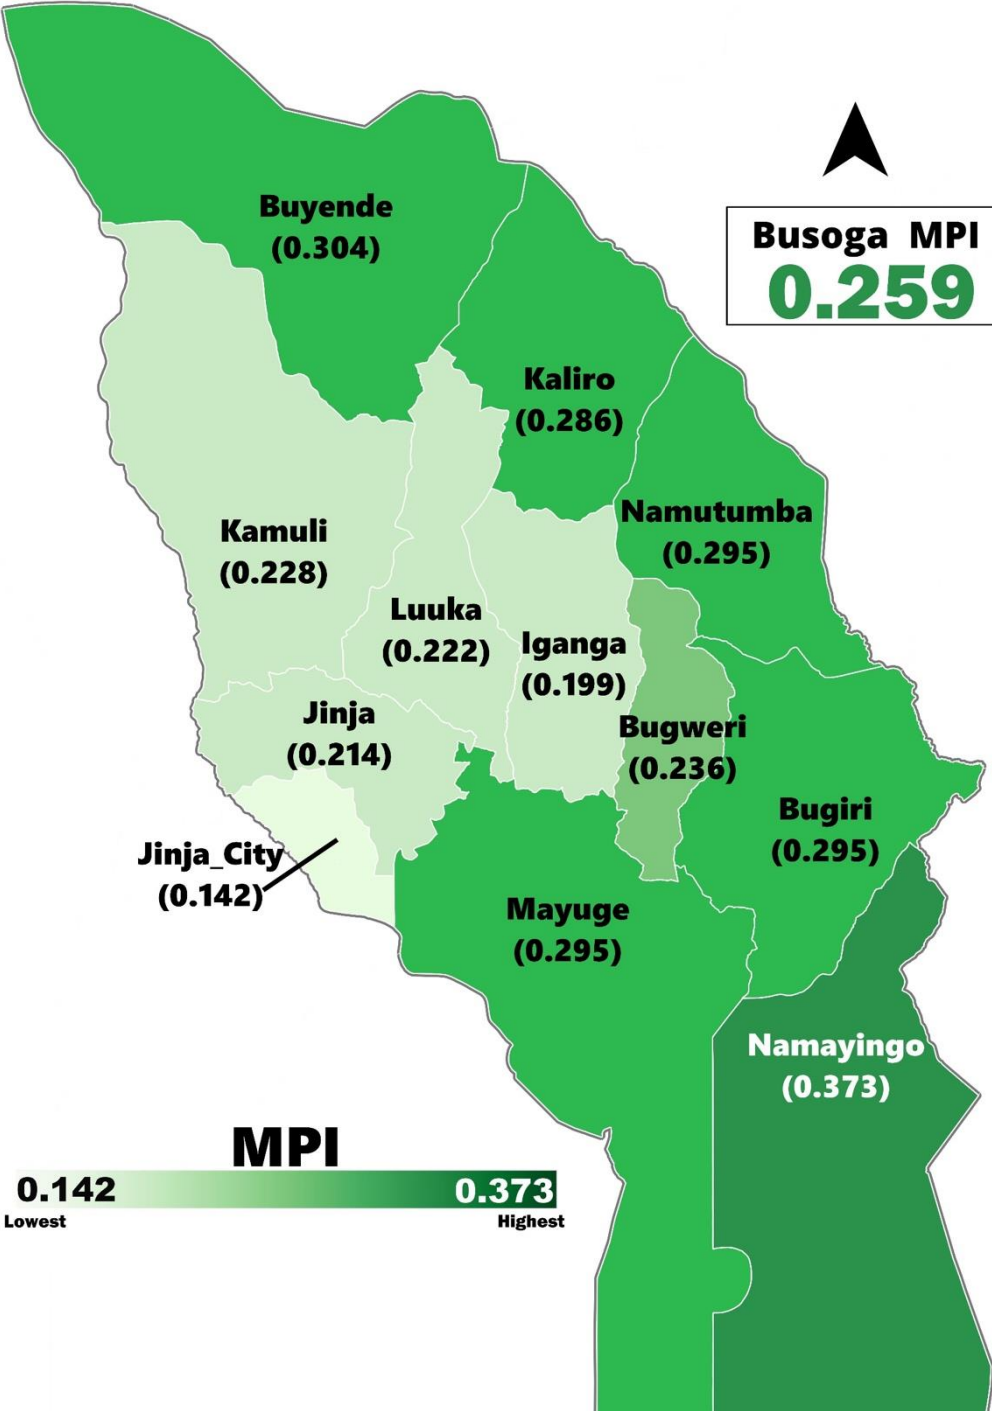 Buyende
(0.304)
Busoga MPI
0.259
Kaliro
(0.286)
Namutumba
(0.295)
Kamuli
(0.228)
Luuka
(0.222)
Iganga
(0.199)
Jinja
(0.214)
Bugweri
(0.236)
Bugiri
(0.295)
Jinja_City
(0.142)
Mayuge
(0.295)
Namayingo
(0.373)
MPI
0.142
0.373
Lowest
Highest